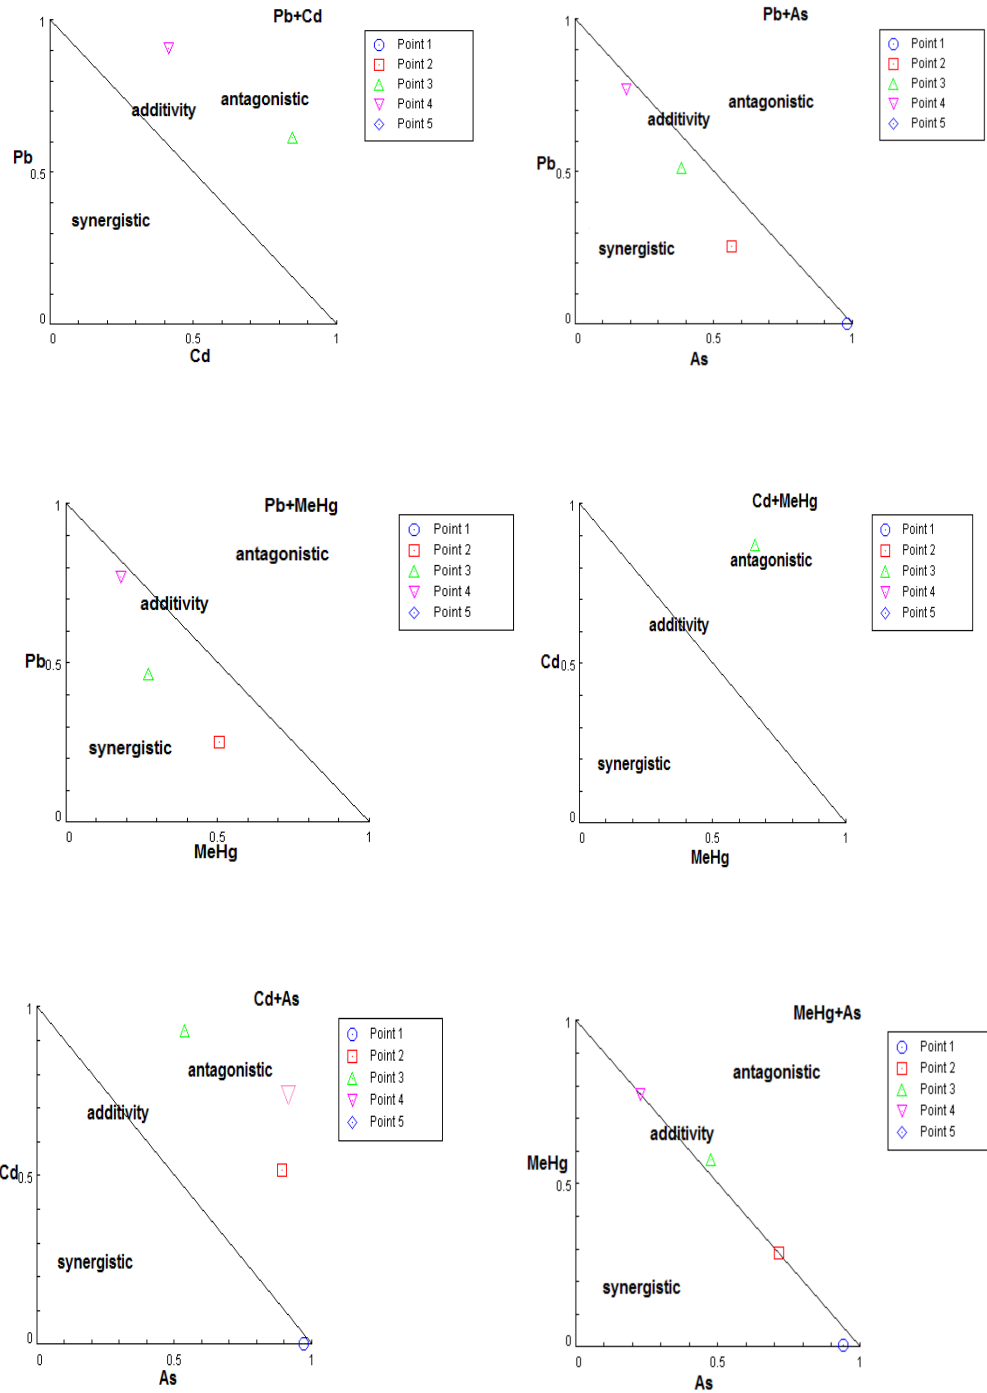 Pb+Cd
1
Point 1
Point 2
Point 3
Point 4
Point 5
antagonistic
additivity
Pb
0.5
synergistic
0
0
0.5
1
Cd
Pb+As
1
Point 1
Point 2
Point 3
Point 4
Point 5
antagonistic
additivity
Pb
0.5
synergistic
0
0
0.5
1
As
Pb+MeHg
1
Point 1
Point 2
Point 3
Point 4
Point 5
antagonistic
additivity
Pb
0.5
synergistic
0
0
0.5
1
MeHg
Cd+MeHg
1
Point 1
Point 2
Point 3
Point 4
Point 5
antagonistic
additivity
Cd
0.5
synergistic
0
0
0.5
1
MeHg
Cd+As
1
Point 1
Point 2
Point 3
Point 4
Point 5
antagonistic
additivity
Cd
0.5
synergistic
0
0
0.5
1
As
MeHg+As
1
Point 1
Point 2
Point 3
Point 4
Point 5
antagonistic
additivity
MeHg
0.5
synergistic
0
0
0.5
1
As